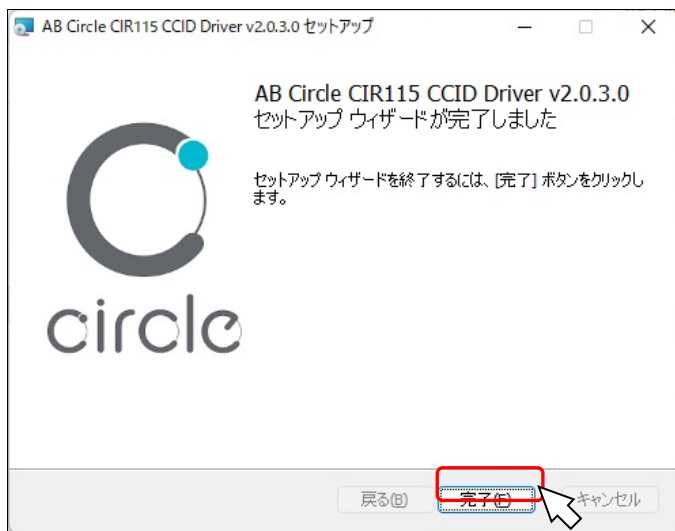 AB Circle CIR115 CCID Driver v2.0.3.0 セットアップ
AB Circle CIR115 CCID Driver v2.0.3.0
セットアップ ウィザードが完了しました
セットアップ ウィザードを終了するには、[完了] ボタンをクリックし
ます。
circle
戻る(B)
完了(F)
キャンセル